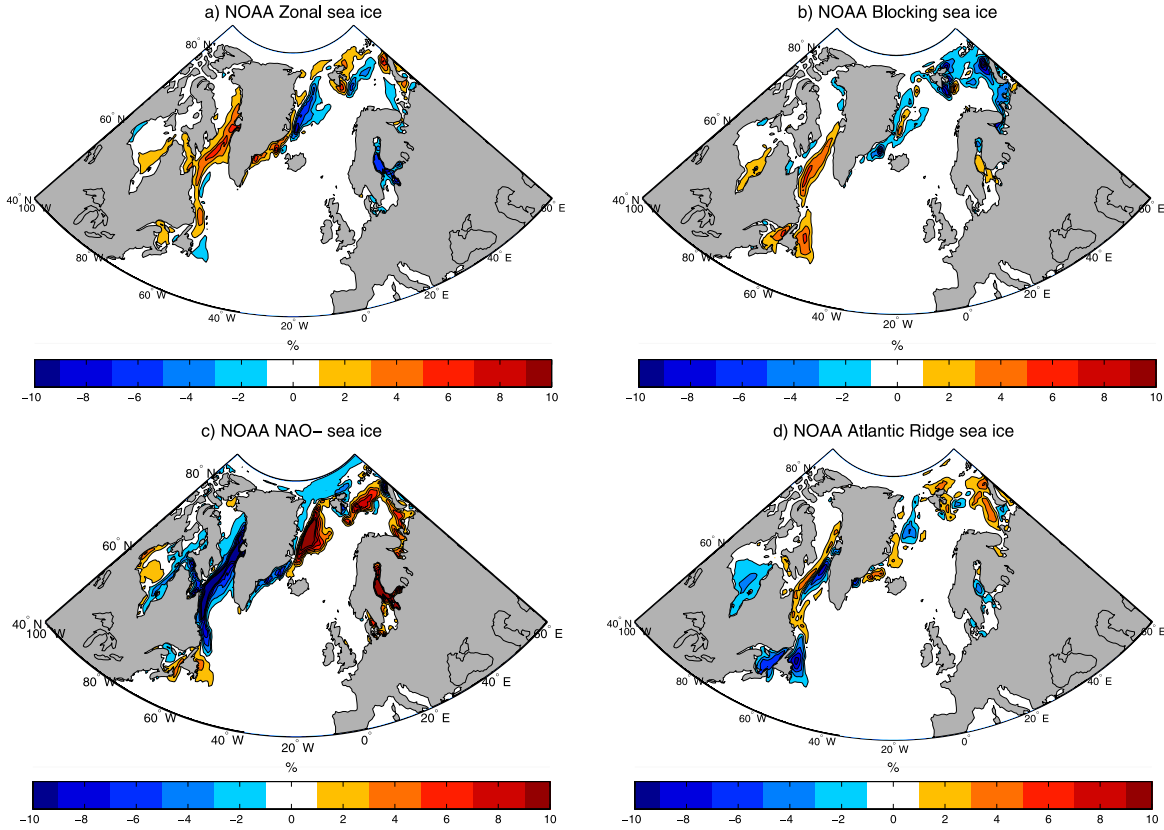 a) NOAA Zonal sea ice
80° N
60° N
40° N
100° W
80° W
60° W
40° W
20° W
0°
20° E
40° E
60° E
%
−10 −8 −6 −4 −2 0 2 4 6 8 10
b) NOAA Blocking sea ice
80° N
60° N
40° N
100° W
80° W
60° W
40° W
20° W
0°
20° E
40° E
60° E
%
−10 −8 −6 −4 −2 0 2 4 6 8 10
c) NOAA NAO− sea ice
80° N
60° N
40° N
100° W
80° W
60° W
40° W
20° W
0°
20° E
40° E
60° E
%
−10 −8 −6 −4 −2 0 2 4 6 8 10
d) NOAA Atlantic Ridge sea ice
80° N
60° N
40° N
100° W
80° W
60° W
40° W
20° W
0°
20° E
40° E
60° E
%
−10 −8 −6 −4 −2 0 2 4 6 8 10